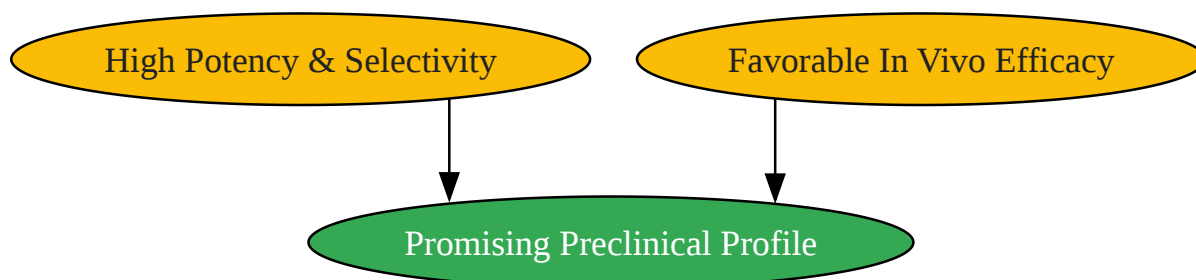 High Potency & Selectivity
Favorable In Vivo Efficacy
Promising Preclinical Profile